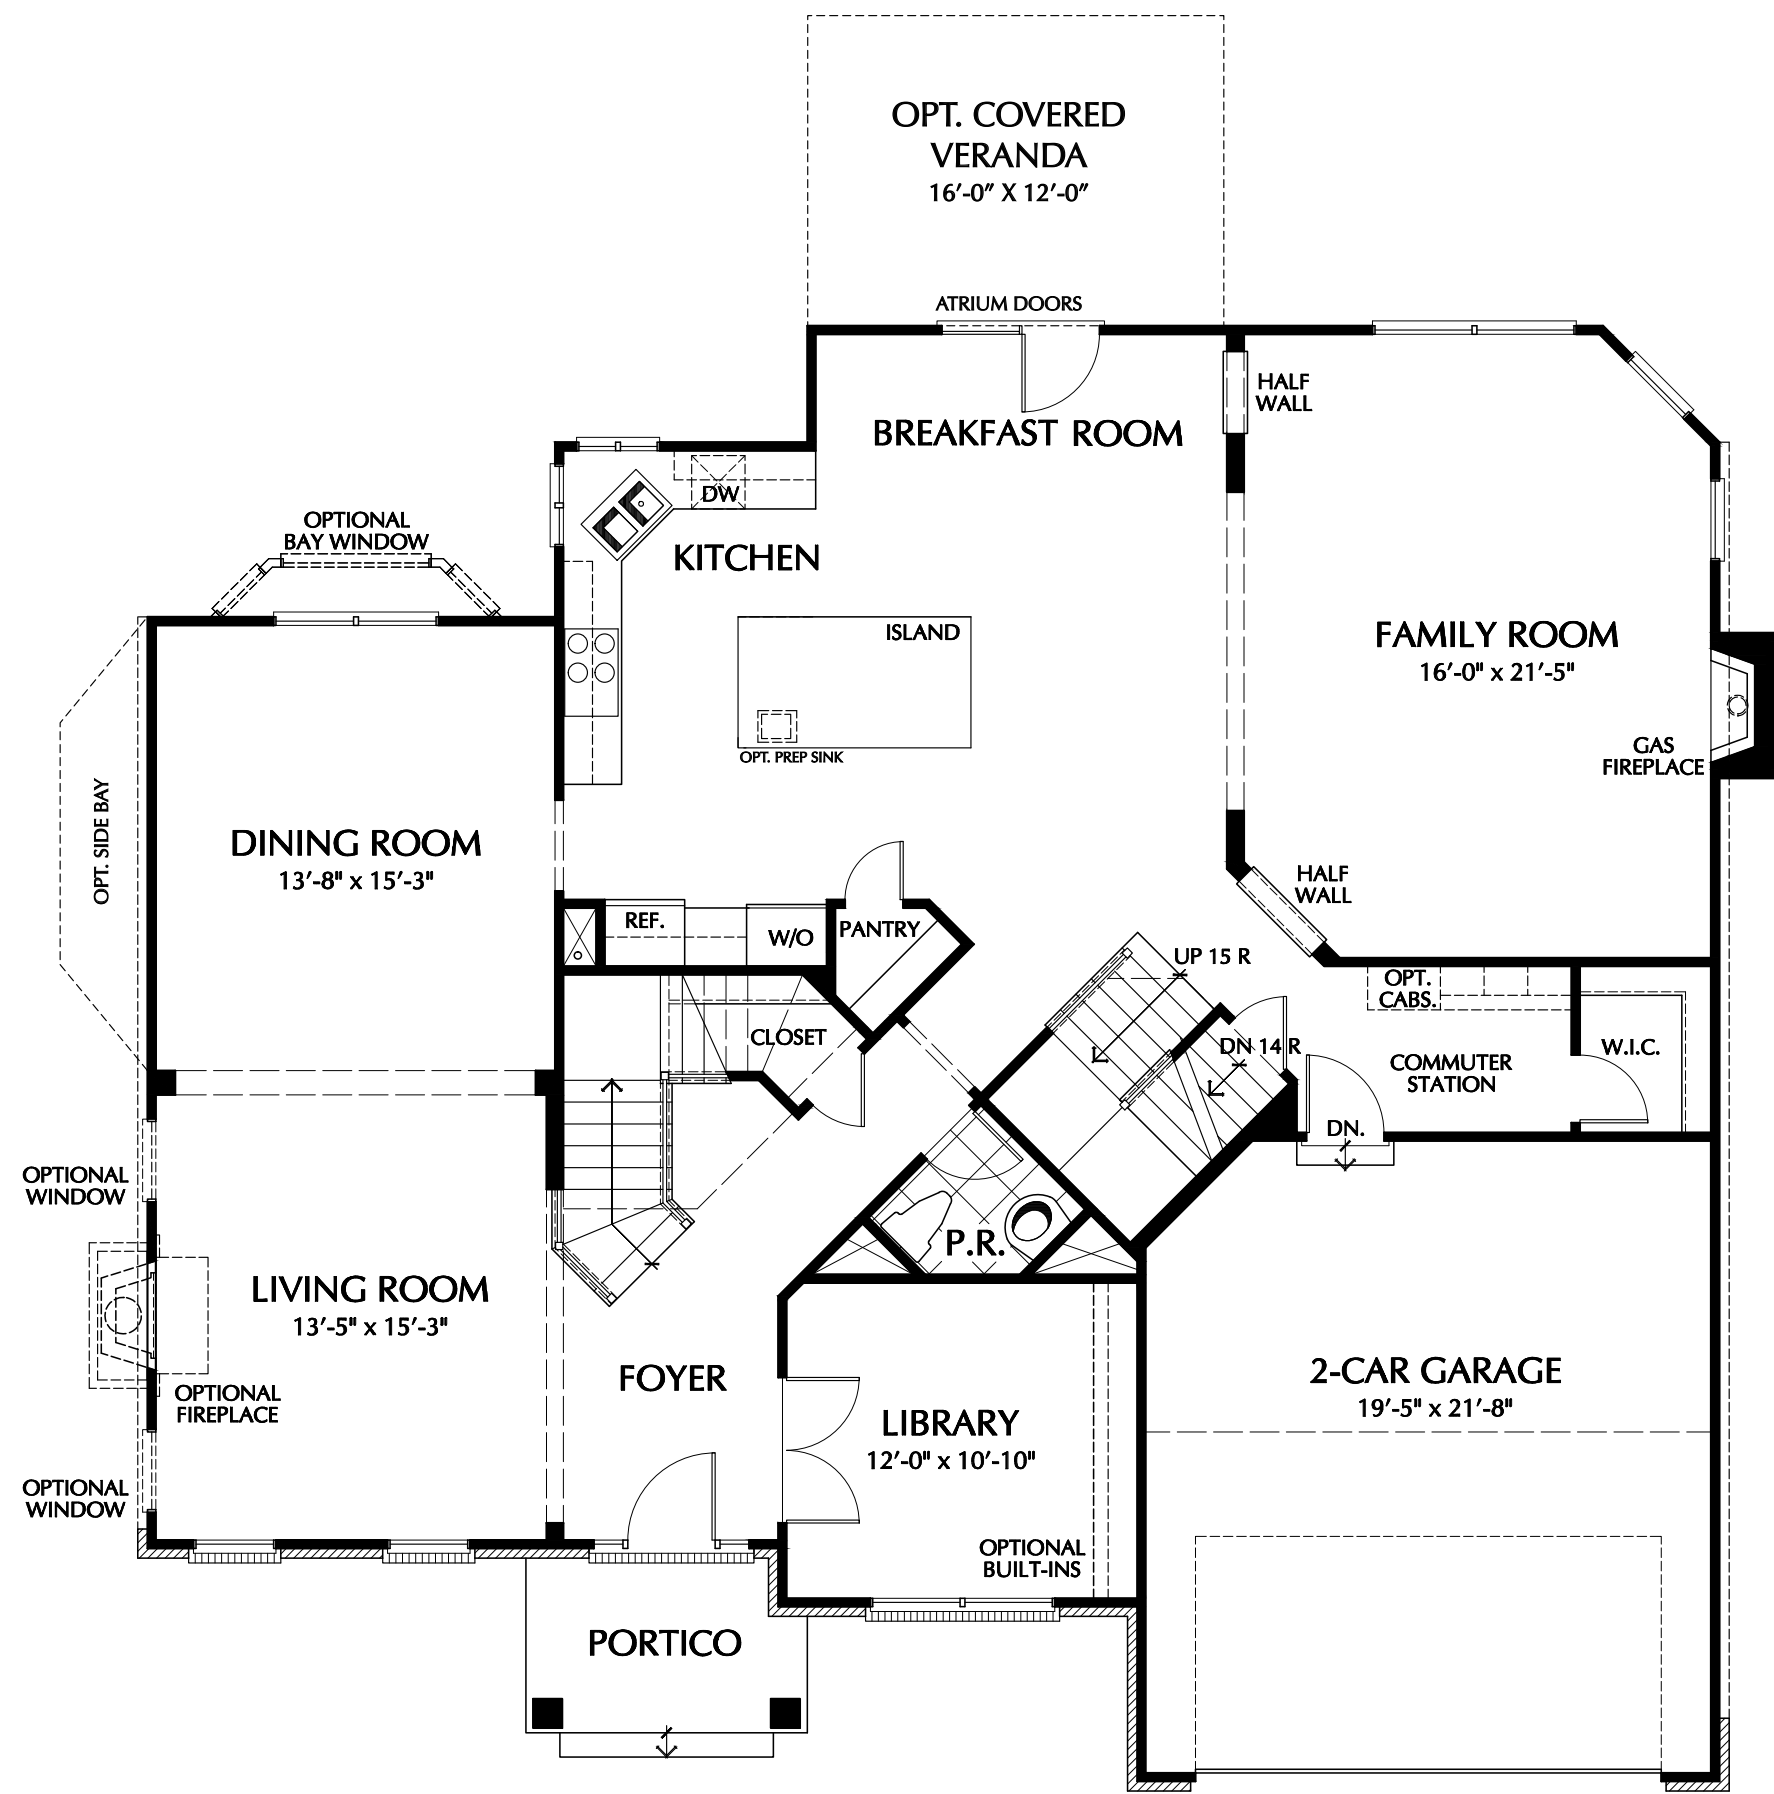 OPT. COVERED
VERANDA
16'-0" X 12'-0"
ATRIUM DOORS
HALF
WALL
BREAKFAST ROOM
DW
OPTIONAL
BAY WINDOW
KITCHEN
ISLAND
FAMILY ROOM
16'-0" x 21'-5"
OPT. PREP SINK
GAS
FIREPLACE
OPT. SIDE BAY
DINING ROOM
13'-8" x 15'-3"
HALF
WALL
REF.
W/O
PANTRY
UP 15 R
OPT.
CABS.
CLOSET
DN 14 R
COMMUTER
STATION
W.I.C.
DN.
OPTIONAL
WINDOW
P.R.
LIVING ROOM
13'-5" x 15'-3"
FOYER
OPTIONAL
FIREPLACE
2-CAR GARAGE
19'-5" x 21'-8"
LIBRARY
12'-0" x 10'-10"
OPTIONAL
WINDOW
OPTIONAL
BUILT-INS
PORTICO